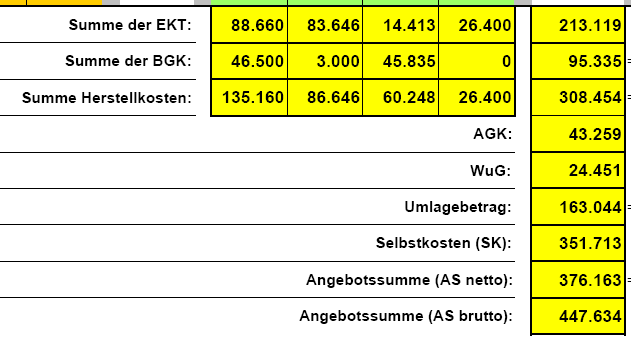 Summe der EKT: 88.660 83.646 14.413 26.400 213.119
Summe der BGK: 46.500 3.000 45.835 0 95.335 =
Summe Herstellkosten: 135.160 86.646 60.248 26.400 308.454 =
AGK: 43.259
WuG: 24.451
Umlagebetrag: 163.044 =
Selbstkosten (SK): 351.713
Angebotssumme (AS netto): 376.163 =
Angebotssumme (AS brutto): 447.634